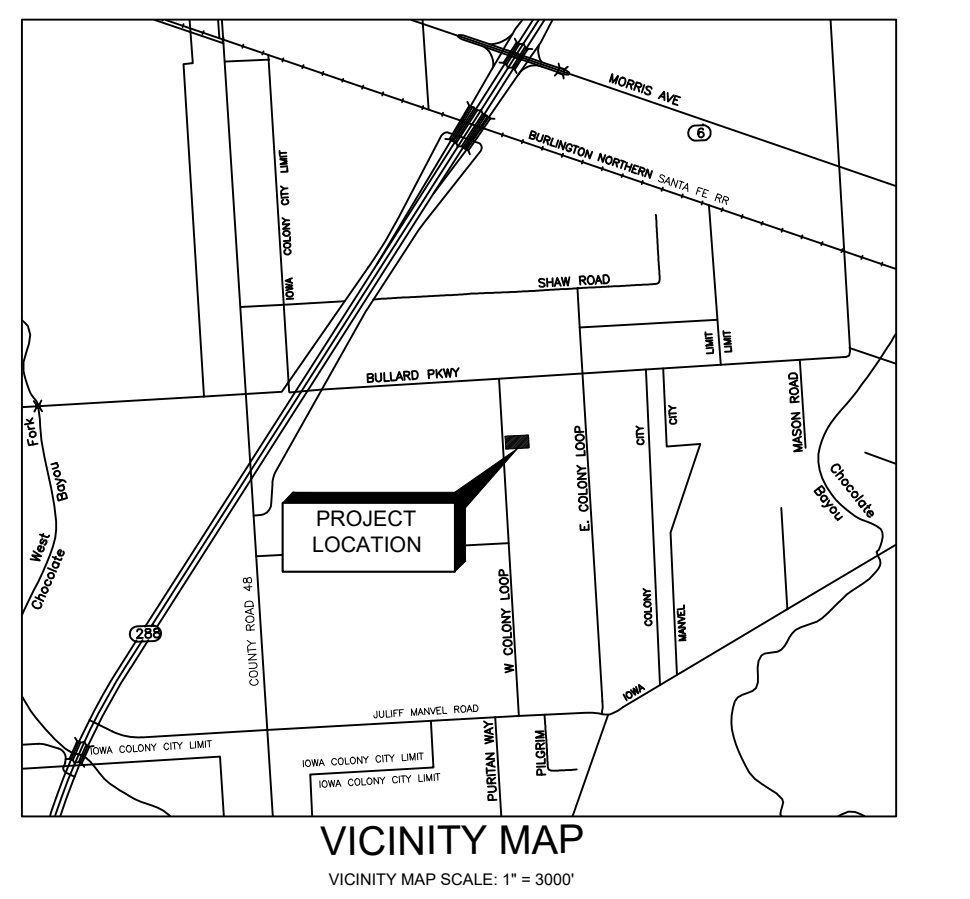 MORRIS AVE
6
BURLINGTON NORTHERN SANTA FE RR
IOWA COLONY CITY LIMIT
SHAW ROAD
LIMIT
LIMIT
BULLARD PKWY
MASON ROAD
CITY
CITY
West Fork
Chocolate Bayou
E. COLONY LOOP
Chocolate
Bayou
PROJECT
LOCATION
W COLONY LOOP
COUNTY ROAD 48
COLONY
MANVEL
288
IOWA
JULIFF MANVEL ROAD
IOWA COLONY CITY LIMIT
IOWA COLONY CITY LIMIT
IOWA COLONY CITY LIMIT
PURITAN WAY
PILGRIM
VICINITY MAP
VICINITY MAP SCALE: 1" = 3000'